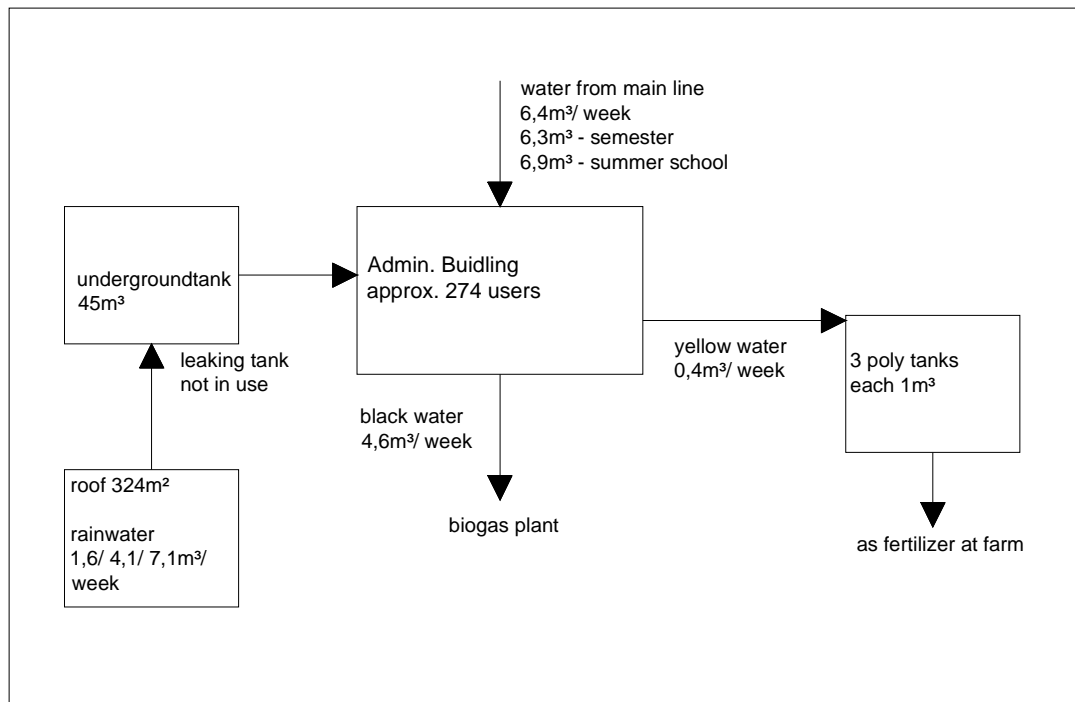 water from main line
6,4m³/ week
6,3m³ - semester
6,9m³ - summer school
undergroundtank
45m³
Admin. Buidling
approx. 274 users
leaking tank
not in use
yellow water
0,4m³/ week
3 poly tanks
each 1m³
black water
4,6m³/ week
roof 324m²
rainwater
1,6/ 4,1/ 7,1m³/
week
biogas plant
as fertilizer at farm